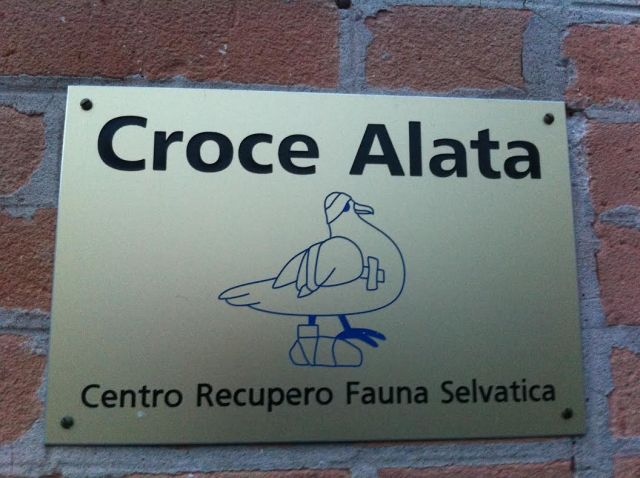 Croce Alata
Centro Recupero Fauna Selvatica